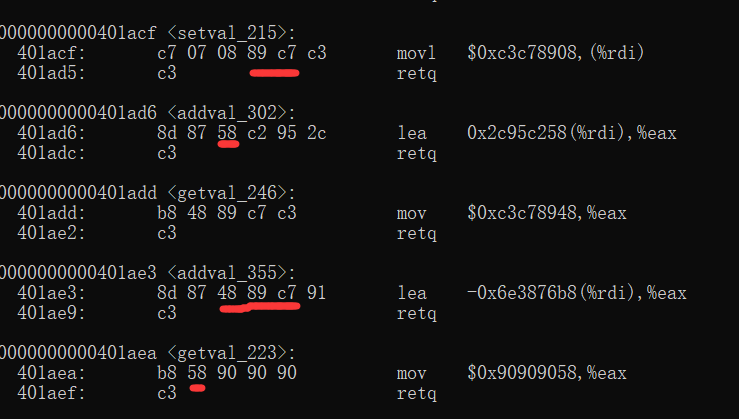 0000000000401acf <setval_215>:
401acf: c7 07 08 89 c7 c3 movl $0xc3c78908,(%rdi)
401ad5: c3 retq
0000000000401ad6 <addval_302>:
401ad6: 8d 87 58 c2 95 2c lea 0x2c95c258(%rdi),%eax
401adc: c3 retq
0000000000401add <getval_246>:
401add: b8 48 89 c7 c3 mov $0xc3c78948,%eax
401ae2: c3 retq
0000000000401ae3 <addval_355>:
401ae3: 8d 87 48 89 c7 91 lea -0x6e3876b8(%rdi),%eax
401ae9: c3 retq
0000000000401aea <getval_223>:
401aea: b8 58 90 90 90 mov $0x90909058,%eax
401aef: c3 retq